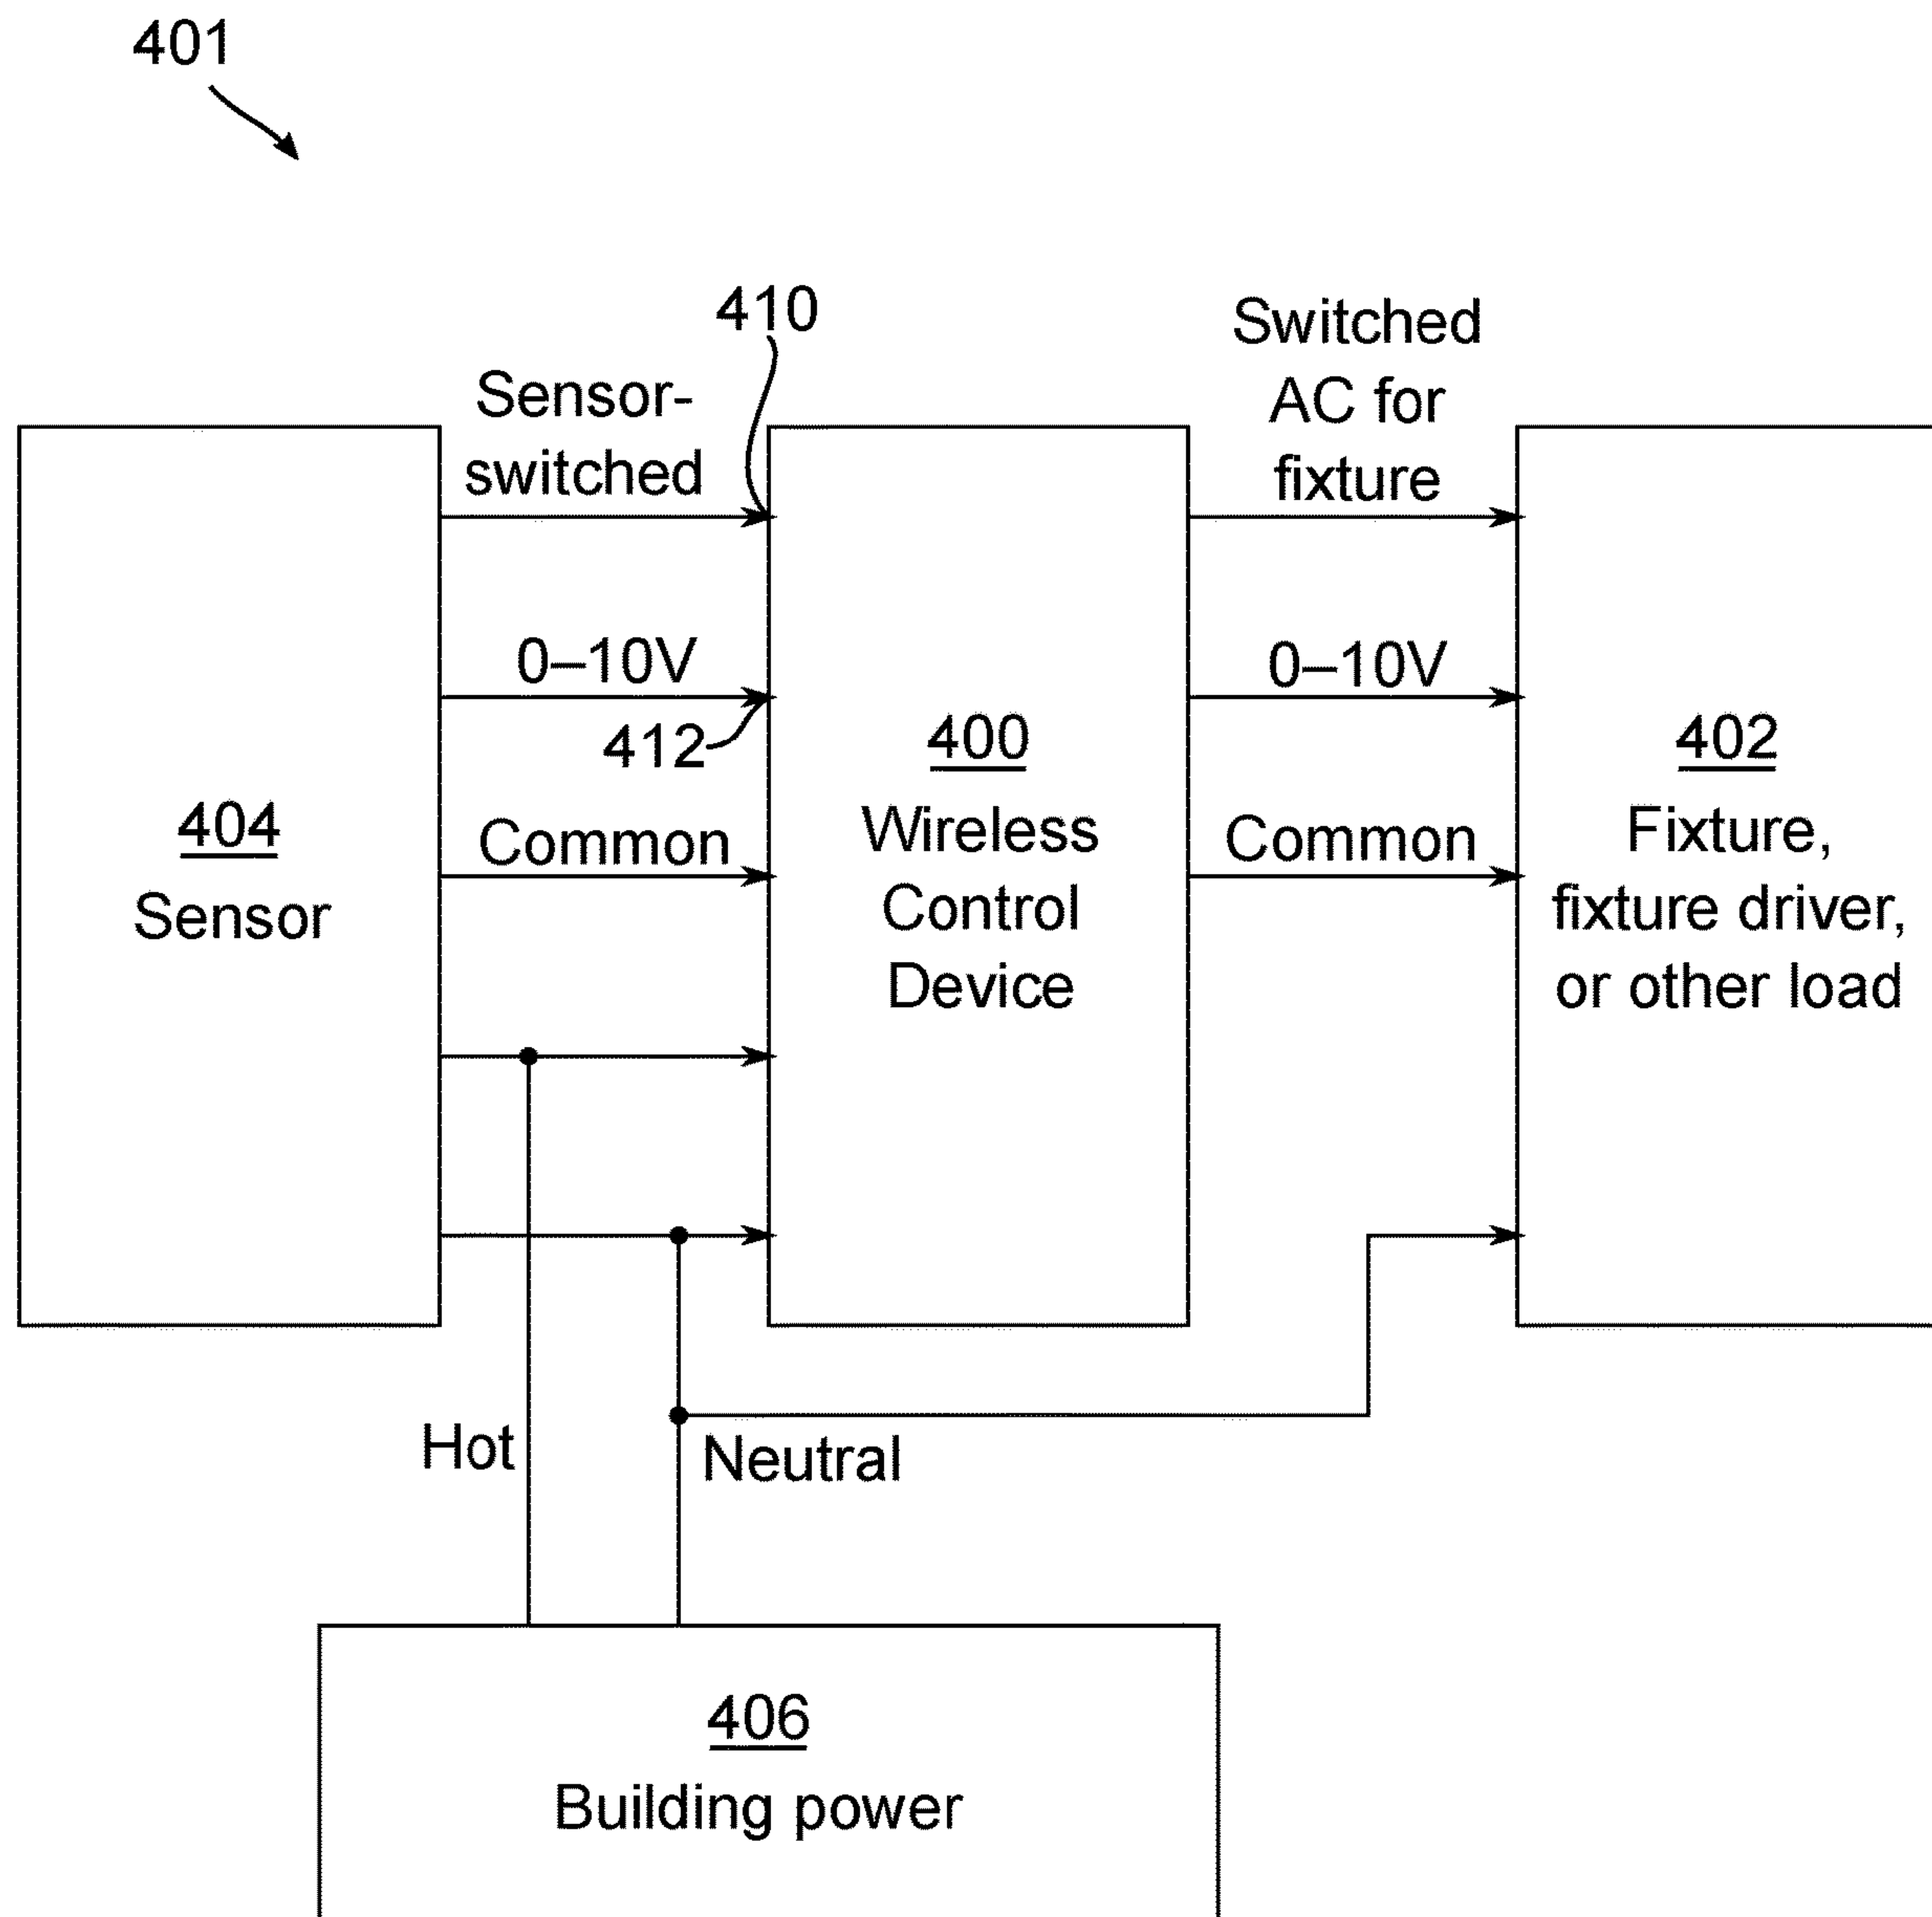 401
410
Sensor-
switched
Switched
AC for
fixture
0–10V
412
0–10V
Common
Common
404
Sensor
400
Wireless
Control
Device
402
Fixture,
fixture driver,
or other load
Hot
Neutral
406
Building power